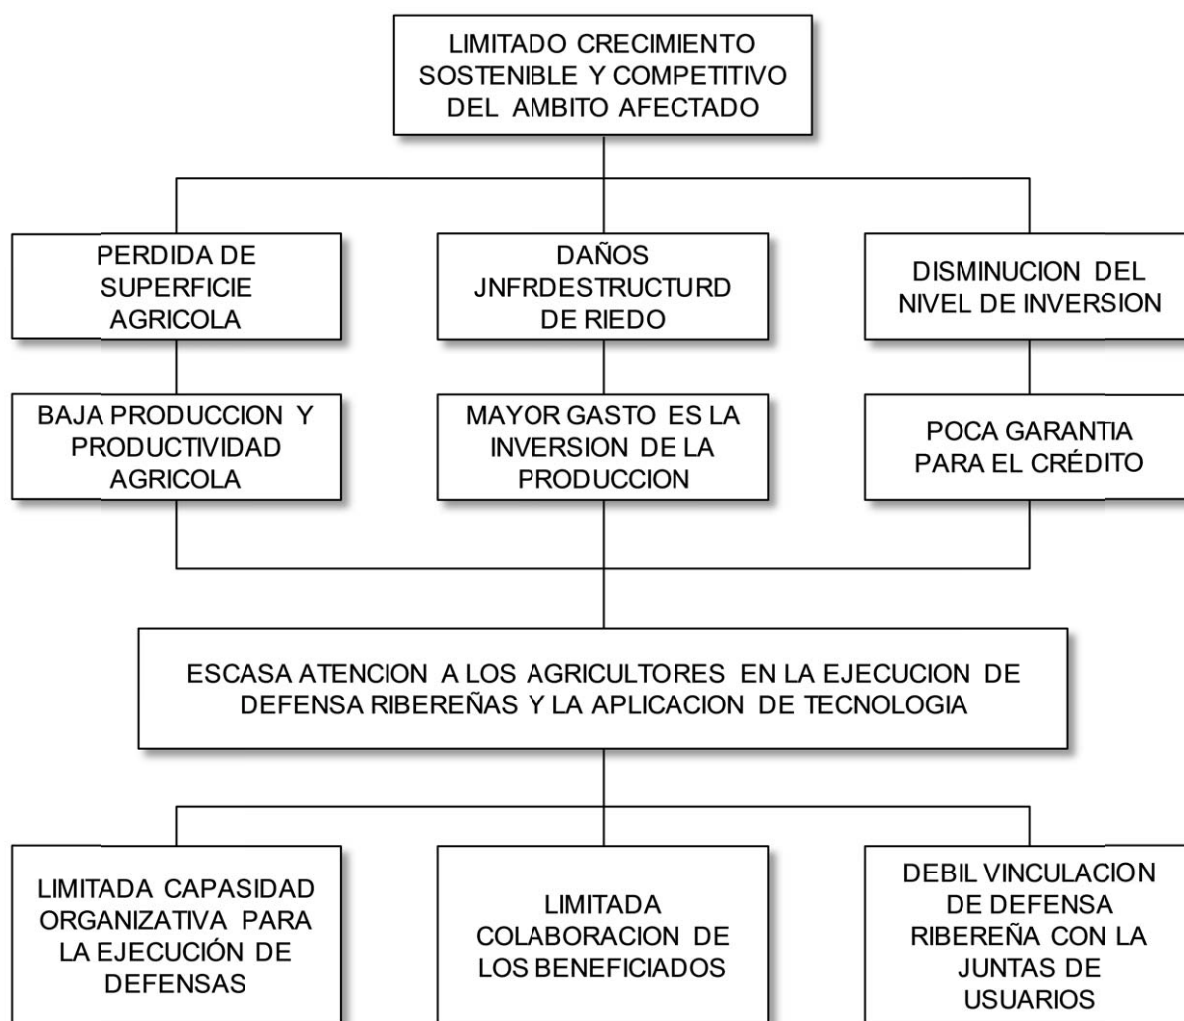 LIMITADO CRECIMIENTO
SOSTENIBLE Y COMPETITIVO
DEL AMBITO AFECTADO
PERDIDA DE
SUPERFICIE
AGRICOLA
DAÑOS
JNFRDESTRUCTURD
DE RIEDO
DISMINUCION DEL
NIVEL DE INVERSION
BAJA PRODUCCION Y
PRODUCTIVIDAD
AGRICOLA
MAYOR GASTO ES LA
INVERSION DE LA
PRODUCCION
POCA GARANTIA
PARA EL CRÉDITO
ESCASA ATENCION A LOS AGRICULTORES EN LA EJECUCION DE
DEFENSA RIBEREÑAS Y LA APLICACION DE TECNOLOGIA
LIMITADA CAPASIDAD
ORGANIZATIVA PARA
LA EJECUCIÓN DE
DEFENSAS
LIMITADA
COLABORACION DE
LOS BENEFICIADOS
DEBIL VINCULACION
DE DEFENSA
RIBEREÑA CON LA
JUNTAS DE
USUARIOS